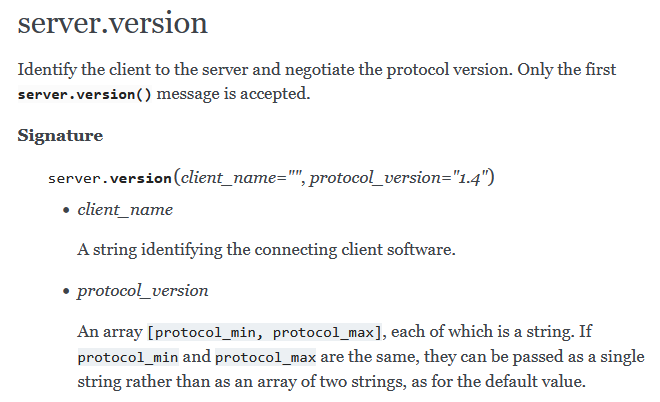 server.version
Identify the client to the server and negotiate the protocol version. Only the first
server.version() message is accepted.
Signature
server.version(client_name="", protocol_version="1.4")
• client_name
A string identifying the connecting client software.
• protocol_version
An array [protocol_min, protocol_max], each of which is a string. If
protocol_min and protocol_max are the same, they can be passed as a single
string rather than as an array of two strings, as for the default value.